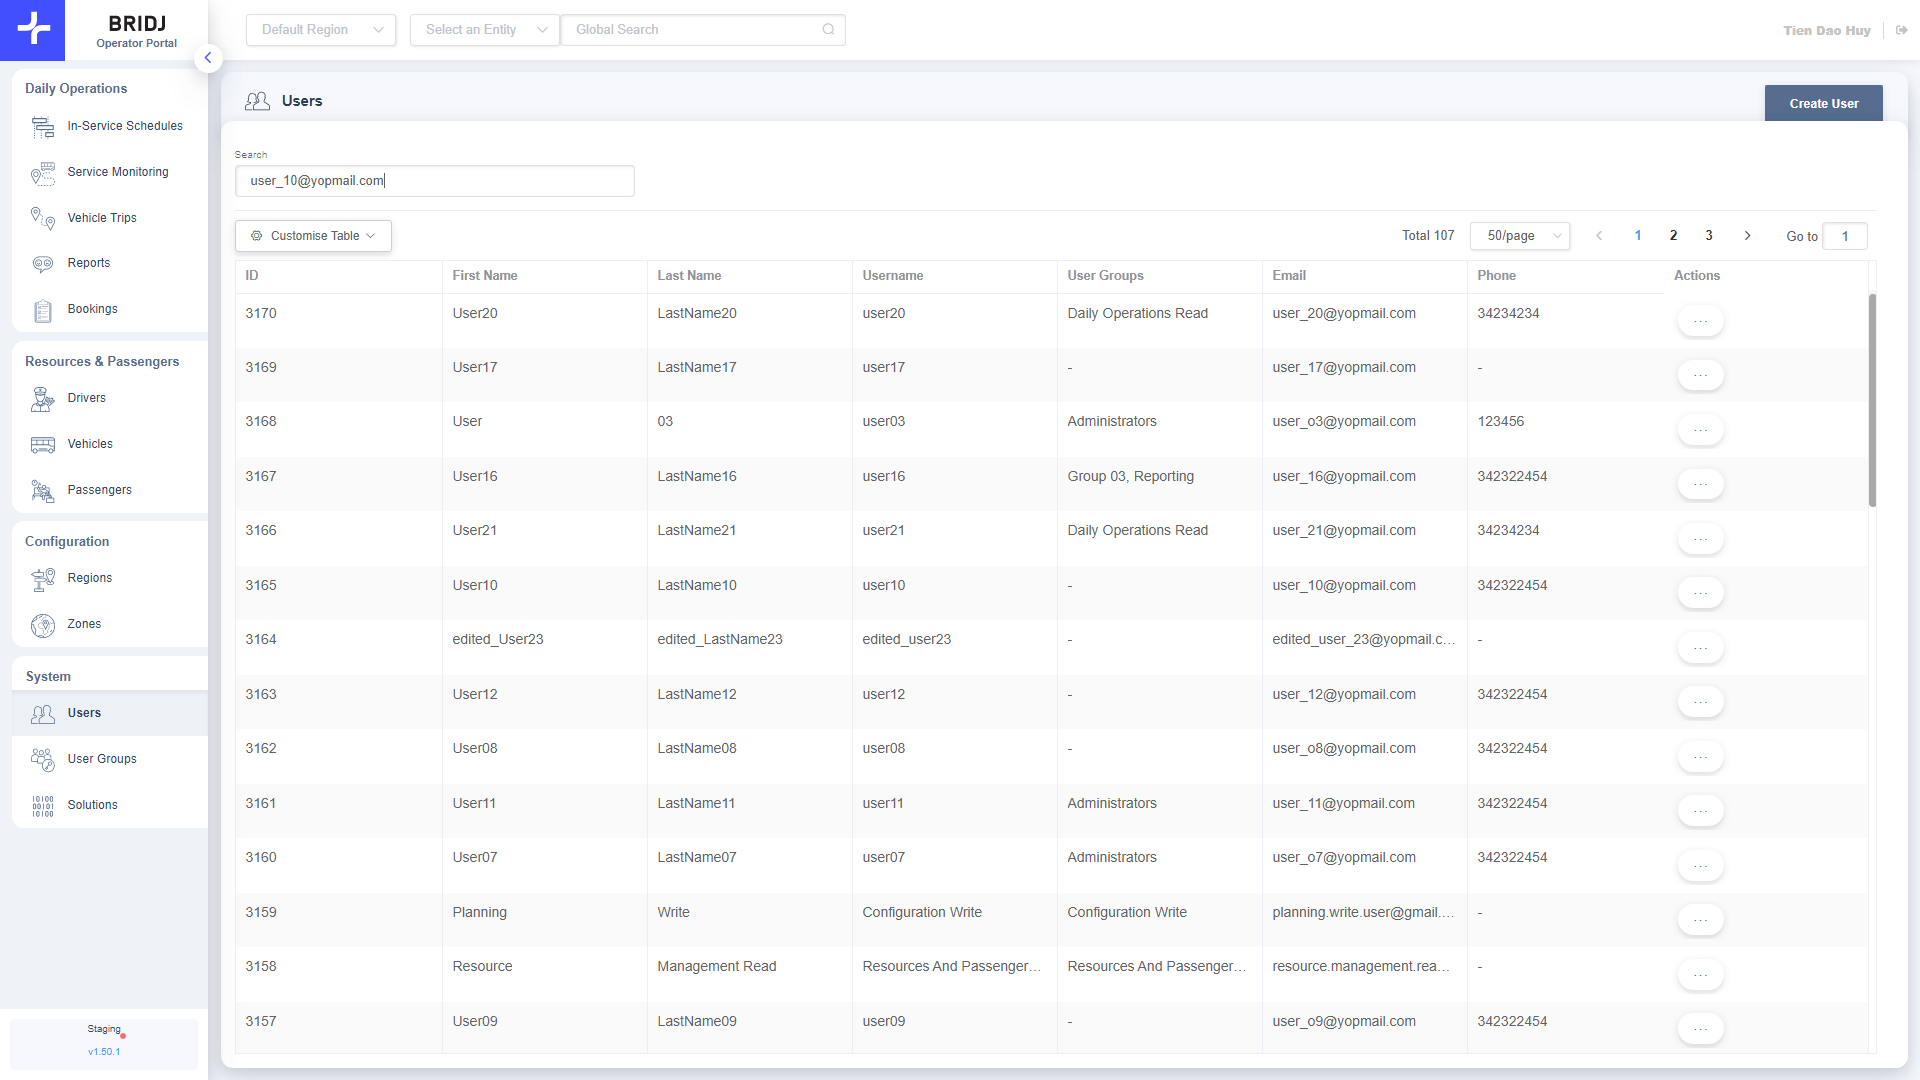 BRIDJ
Operator Portal
Default Region
Select an Entity
Global Search
Tien Dao Huy
Daily Operations
In-Service Schedules
Service Monitoring
Vehicle Trips
Reports
Bookings
Resources & Passengers
Drivers
Vehicles
Passengers
Configuration
Regions
Zones
System
Users
User Groups
Solutions
Staging
v1.50.1
Users
Create User
Search
user_10@yopmail.com
Customise Table
Total 107
50/page
1 2 3
Go to 1
ID First Name Last Name Username User Groups Email Phone Actions
3170 User20 LastName20 user20 Daily Operations Read user_20@yopmail.com 34234234 ...
3169 User17 LastName17 user17 - user_17@yopmail.com - ...
3168 User 03 user03 Administrators user_o3@yopmail.com 123456 ...
3167 User16 LastName16 user16 Group 03, Reporting user_16@yopmail.com 342322454 ...
3166 User21 LastName21 user21 Daily Operations Read user_21@yopmail.com 34234234 ...
3165 User10 LastName10 user10 - user_10@yopmail.com 342322454 ...
3164 edited_User23 edited_LastName23 edited_user23 - edited_user_23@yopmail.c... - ...
3163 User12 LastName12 user12 - user_12@yopmail.com 342322454 ...
3162 User08 LastName08 user08 - user_o8@yopmail.com 342322454 ...
3161 User11 LastName11 user11 Administrators user_11@yopmail.com 342322454 ...
3160 User07 LastName07 user07 Administrators user_o7@yopmail.com 342322454 ...
3159 Planning Write Configuration Write Configuration Write planning.write.user@gmail.... - ...
3158 Resource Management Read Resources And Passenger... Resources And Passenger... resource.management.rea... - ...
3157 User09 LastName09 user09 - user_o9@yopmail.com 342322454 ...